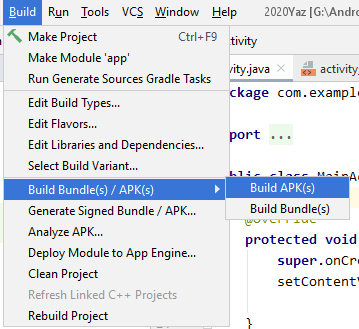 Build Run Tools VCS Window Help 2020Yaz [G:\Andro
Make Project Ctrl+F9
Make Module 'app'
Run Generate Sources Gradle Tasks
Edit Build Types...
Edit Flavors...
Edit Libraries and Dependencies...
Select Build Variant...
Build Bundle(s) / APK(s)
Generate Signed Bundle / APK...
Analyze APK...
Deploy Module to App Engine...
Clean Project
Refresh Linked C++ Projects
Rebuild Project
Build APK(s)
Build Bundle(s)
ctivity
vity.java activity_
ckage com.example
port ...
blic class MainAc
@Override
protected void
super.onCre
setContentV
}